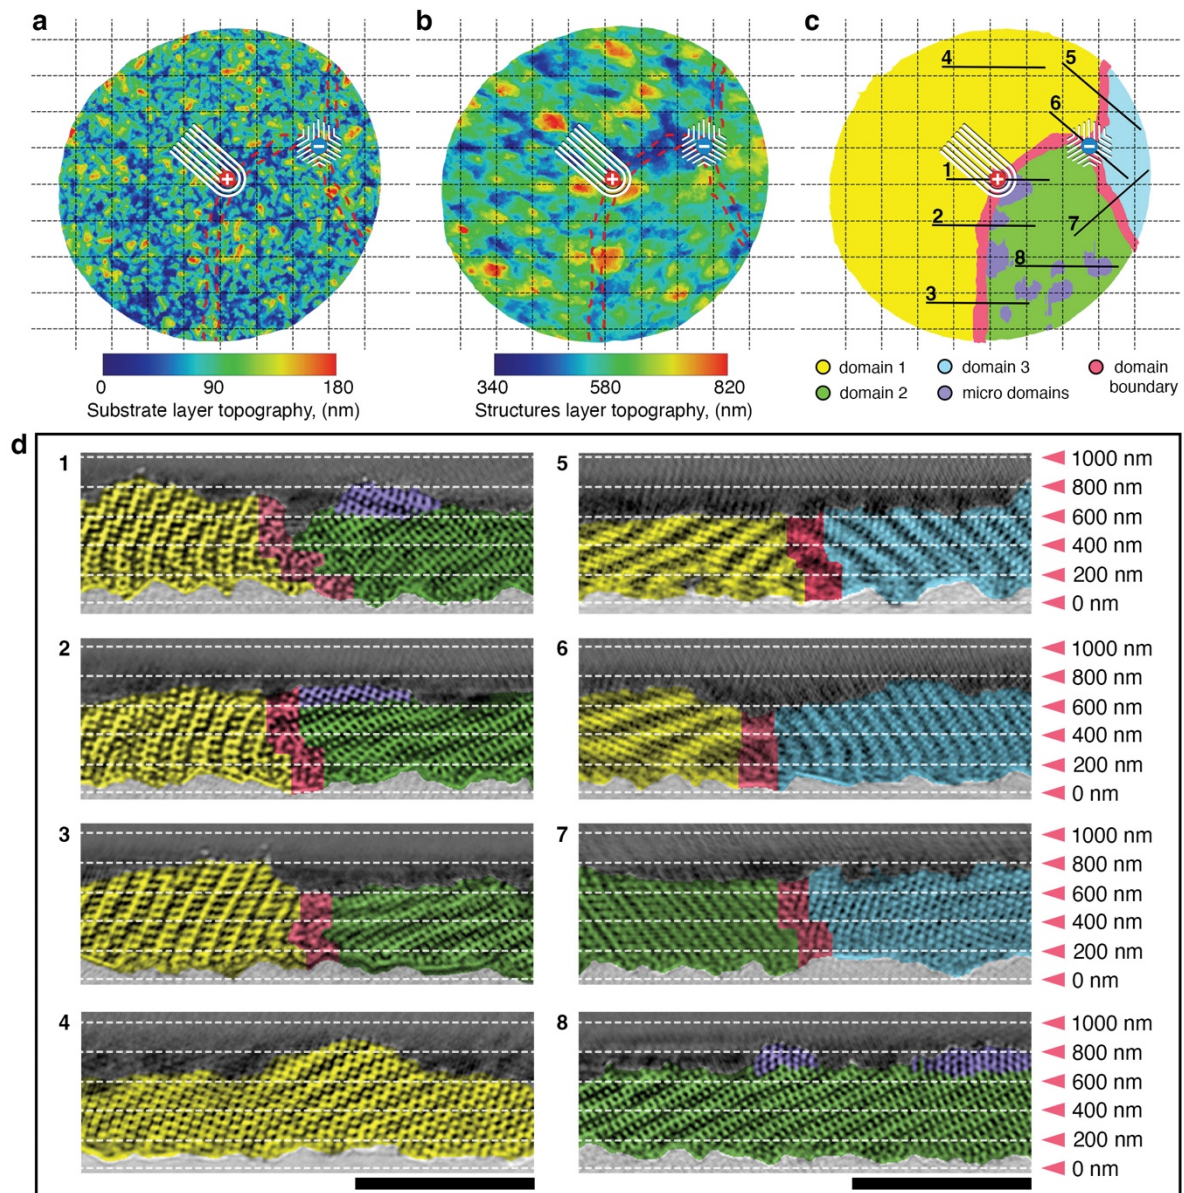 a
b
c
4
5
6
1
2
7
8
3
+
−
+
−
+
−
0 90 180
Substrate layer topography, (nm)
340 580 820
Structures layer topography, (nm)
domain 1
domain 2
domain 3
micro domains
domain
boundary
d
1
5
1000 nm
800 nm
600 nm
400 nm
200 nm
0 nm
2
6
1000 nm
800 nm
600 nm
400 nm
200 nm
0 nm
3
7
1000 nm
800 nm
600 nm
400 nm
200 nm
0 nm
4
8
1000 nm
800 nm
600 nm
400 nm
200 nm
0 nm